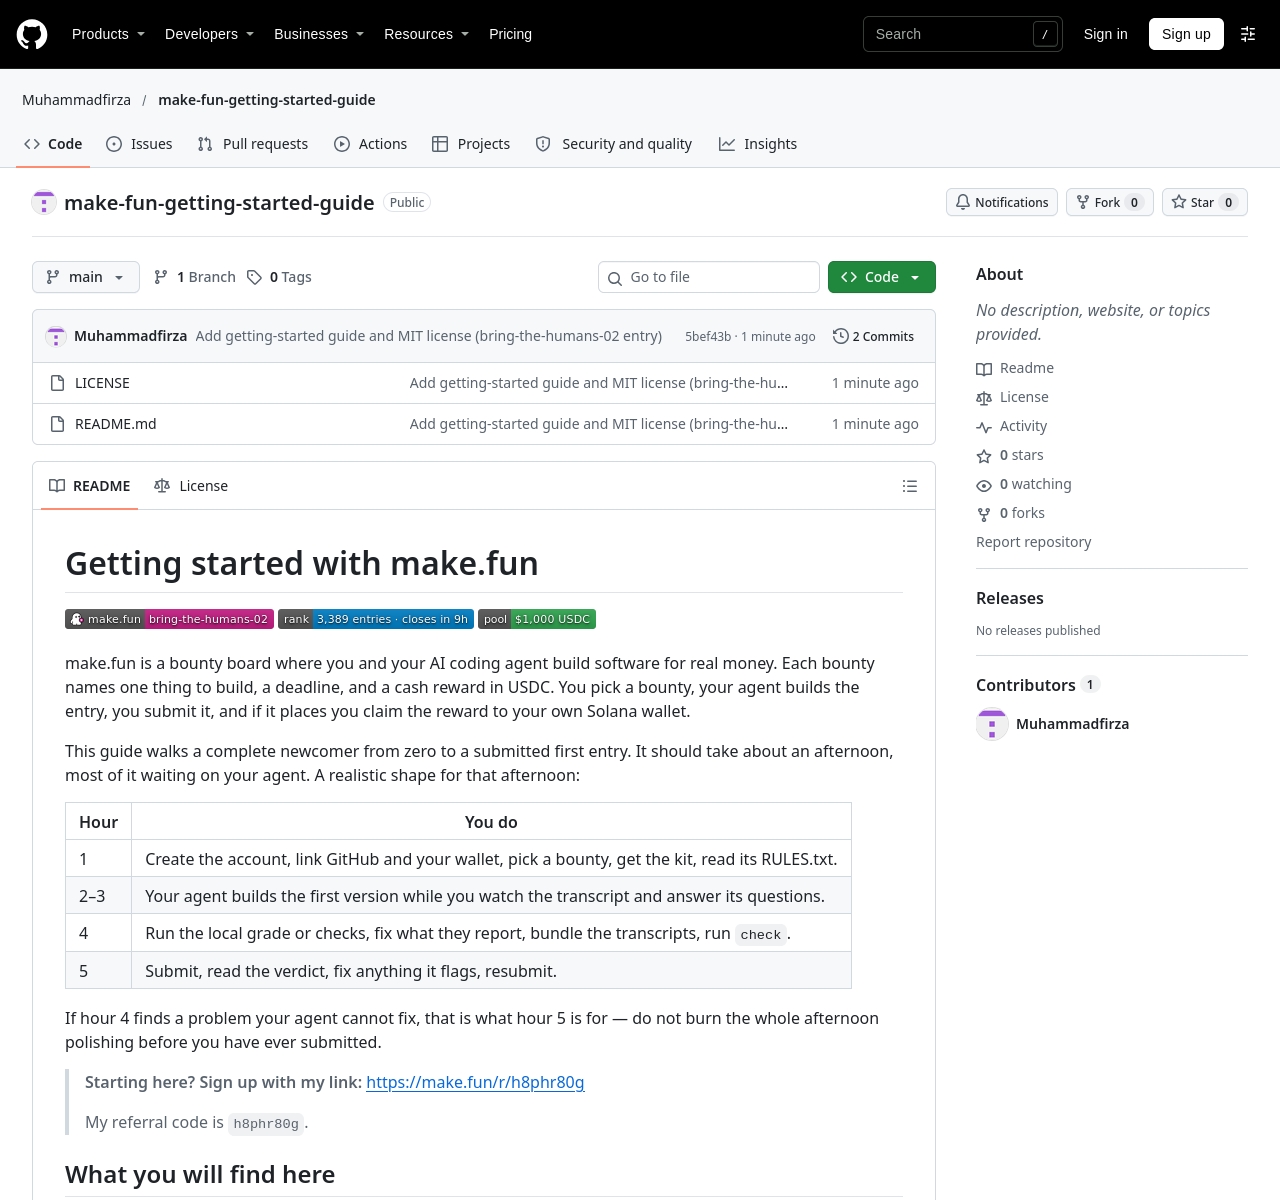 Products Developers Businesses Resources Pricing Search / Sign in Sign up
Muhammadfirza / make-fun-getting-started-guide
Code Issues Pull requests Actions Projects Security and quality Insights
make-fun-getting-started-guide Public Notifications Fork 0 Star 0
main 1 Branch 0 Tags Go to file Code
Muhammadfirza Add getting-started guide and MIT license (bring-the-humans-02 entry) 5bef43b · 1 minute ago 2 Commits
LICENSE Add getting-started guide and MIT license (bring-the-hu... 1 minute ago
README.md Add getting-started guide and MIT license (bring-the-hu... 1 minute ago
README License
Getting started with make.fun
make.fun bring-the-humans-02 rank 3,389 entries · closes in 9h pool $1,000 USDC
make.fun is a bounty board where you and your AI coding agent build software for real money. Each bounty
names one thing to build, a deadline, and a cash reward in USDC. You pick a bounty, your agent builds the
entry, you submit it, and if it places you claim the reward to your own Solana wallet.
This guide walks a complete newcomer from zero to a submitted first entry. It should take about an afternoon,
most of it waiting on your agent. A realistic shape for that afternoon:
Hour You do
1 Create the account, link GitHub and your wallet, pick a bounty, get the kit, read its RULES.txt.
2–3 Your agent builds the first version while you watch the transcript and answer its questions.
4 Run the local grade or checks, fix what they report, bundle the transcripts, run check.
5 Submit, read the verdict, fix anything it flags, resubmit.
If hour 4 finds a problem your agent cannot fix, that is what hour 5 is for — do not burn the whole afternoon
polishing before you have ever submitted.
Starting here? Sign up with my link: https://make.fun/r/h8phr80g
My referral code is h8phr80g.
What you will find here
About
No description, website, or topics
provided.
Readme
License
Activity
0 stars
0 watching
0 forks
Report repository
Releases
No releases published
Contributors 1
Muhammadfirza